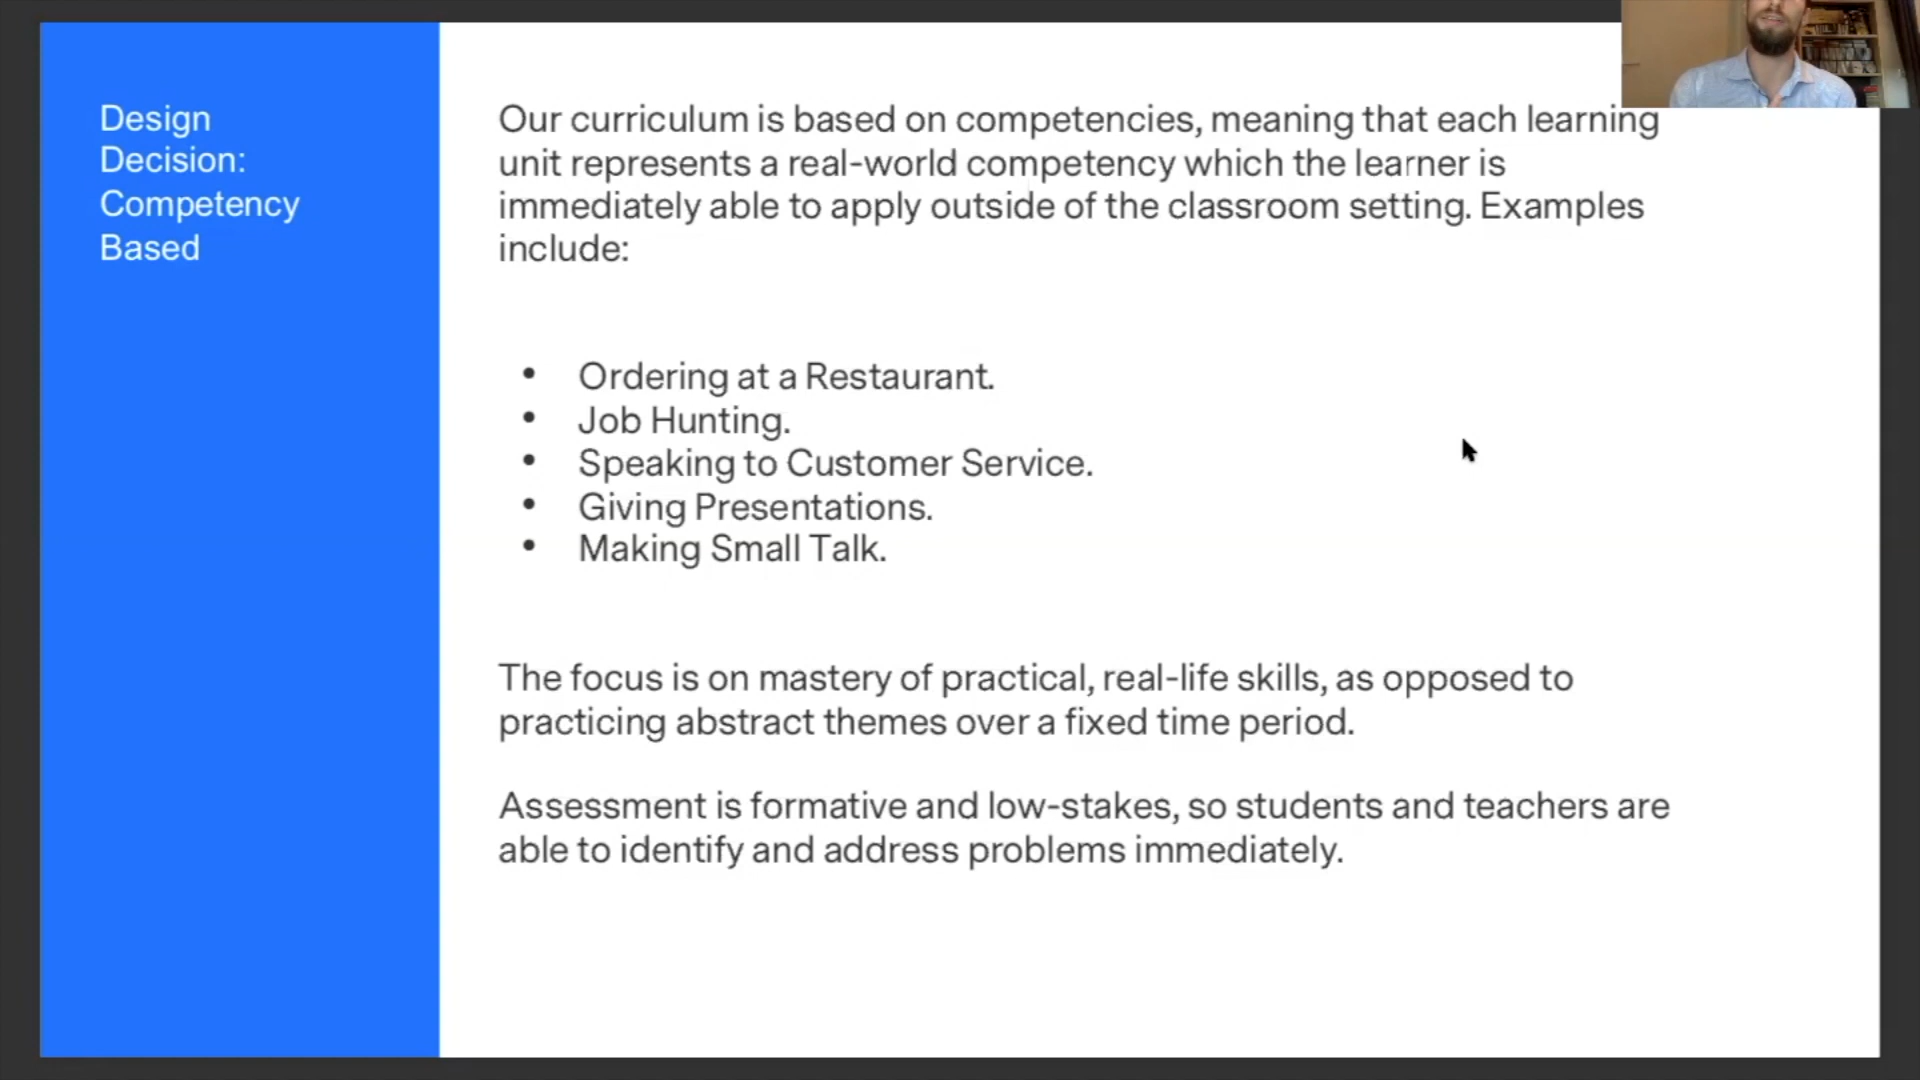 Design
Decision:
Competency
Based
Our curriculum is based on competencies, meaning that each learning
unit represents a real-world competency which the learner is
immediately able to apply outside of the classroom setting. Examples
include:
• Ordering at a Restaurant.
• Job Hunting.
• Speaking to Customer Service.
• Giving Presentations.
• Making Small Talk.
The focus is on mastery of practical, real-life skills, as opposed to
practicing abstract themes over a fixed time period.
Assessment is formative and low-stakes, so students and teachers are
able to identify and address problems immediately.